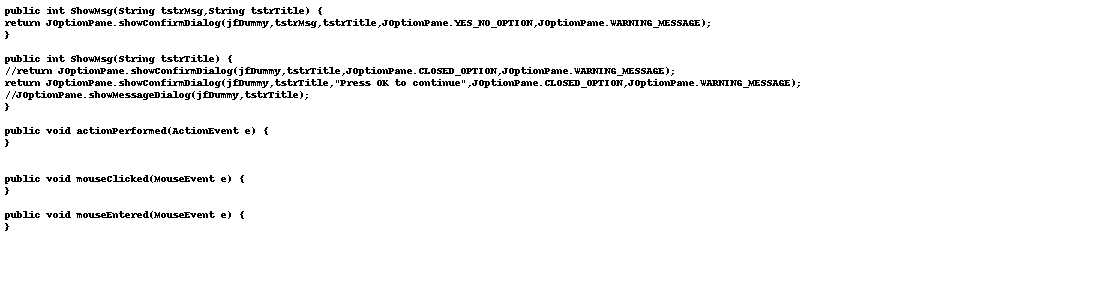 public int ShowMsg(String tstrMsg,String tstrTitle) {
return JOptionPane.showConfirmDialog(jfDummy,tstrMsg,tstrTitle,JOptionPane.YES_NO_OPTION,JOptionPane.WARNING_MESSAGE);
}
public int ShowMsg(String tstrTitle) {
//return JOptionPane.showConfirmDialog(jfDummy,tstrTitle,JOptionPane.CLOSED_OPTION,JOptionPane.WARNING_MESSAGE);
return JOptionPane.showConfirmDialog(jfDummy,tstrTitle,"Press OK to continue",JOptionPane.CLOSED_OPTION,JOptionPane.WARNING_MESSAGE);
//JOptionPane.showMessageDialog(jfDummy,tstrTitle);
}
public void actionPerformed(ActionEvent e) {
}
public void mouseClicked(MouseEvent e) {
}
public void mouseEntered(MouseEvent e) {
}